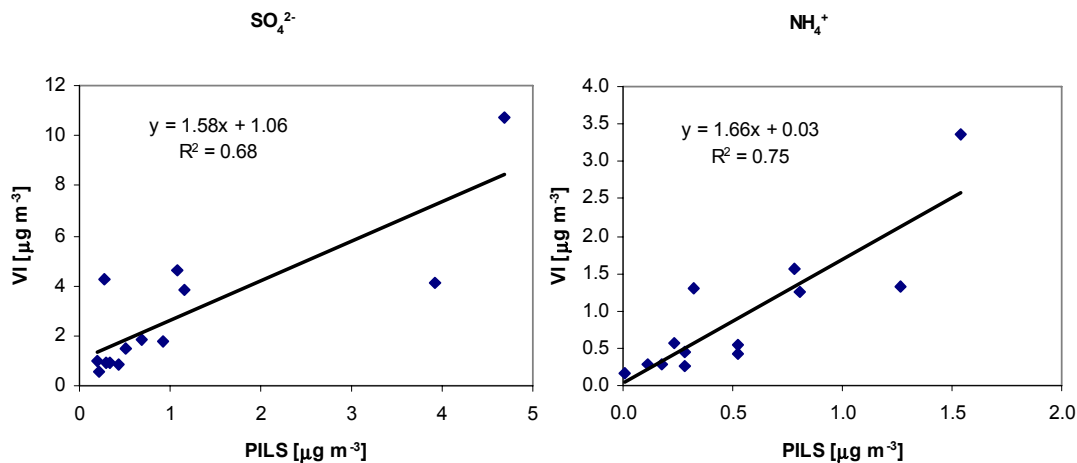 SO₄²⁻
12
10
8
6
4
2
0
VI [μg m⁻³]
y = 1.58x + 1.06
R² = 0.68
0 1 2 3 4 5
PILS [μg m⁻³]
NH₄⁺
4.0
3.5
3.0
2.5
2.0
1.5
1.0
0.5
0.0
VI [μg m⁻³]
y = 1.66x + 0.03
R² = 0.75
0.0 0.5 1.0 1.5 2.0
PILS [μg m⁻³]